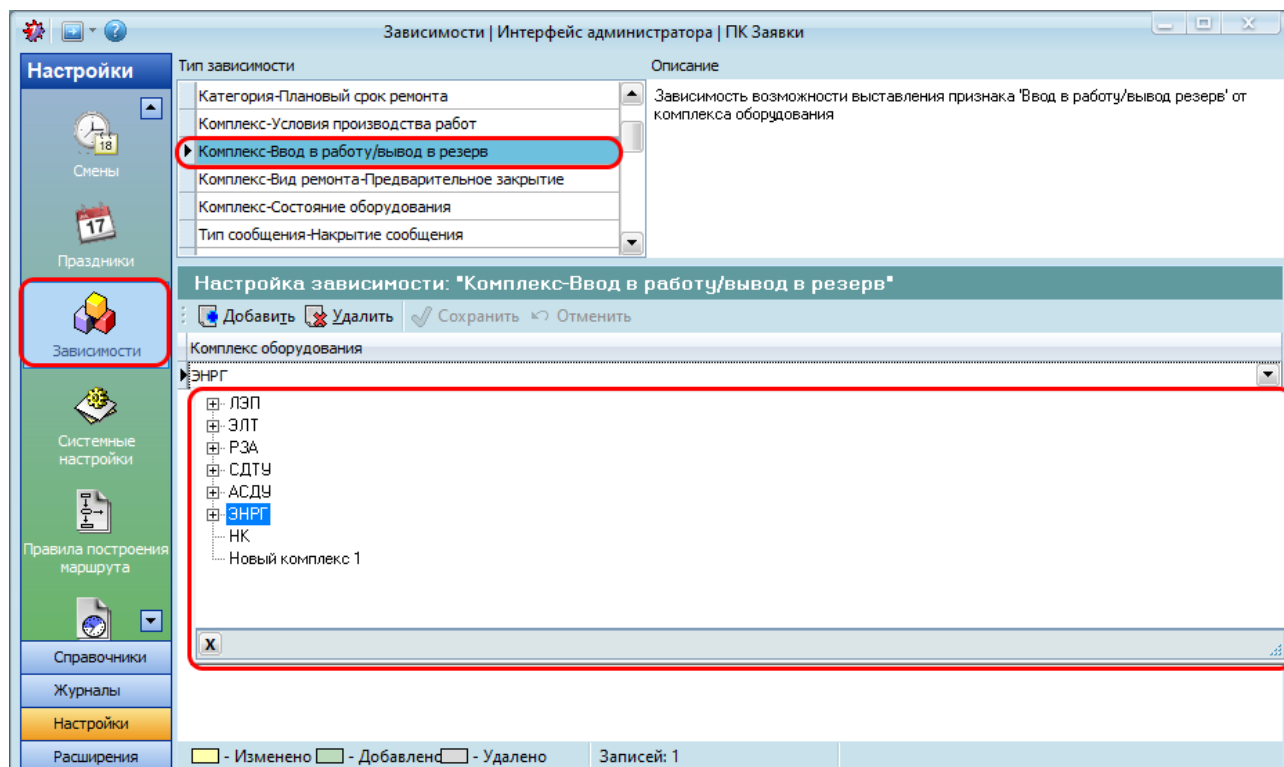 Зависимости | Интерфейс администратора | ПК Заявки
Настройки
18
Смены
17
Праздники
Зависимости
Системные
настройки
Правила построения
маршрута
Справочники
Журналы
Настройки
Расширения
Тип зависимости
Категория-Плановый срок ремонта
Комплекс-Условия производства работ
Комплекс-Ввод в работу/вывод в резерв
Комплекс-Вид ремонта-Предварительное закрытие
Комплекс-Состояние оборудования
Тип сообщения-Накрытие сообщения
Описание
Зависимость возможности выставления признака 'Ввод в работу/вывод резерв' от
комплекса оборудования
Настройка зависимости: "Комплекс-Ввод в работу/вывод в резерв"
Добавить Удалить Сохранить Отменить
Комплекс оборудования
ЭНРГ
ЛЭП
ЭЛТ
РЗА
СДТУ
АСДУ
ЭНРГ
НК
Новый комплекс 1
X
- Изменено - Добавлено - Удалено Записей: 1